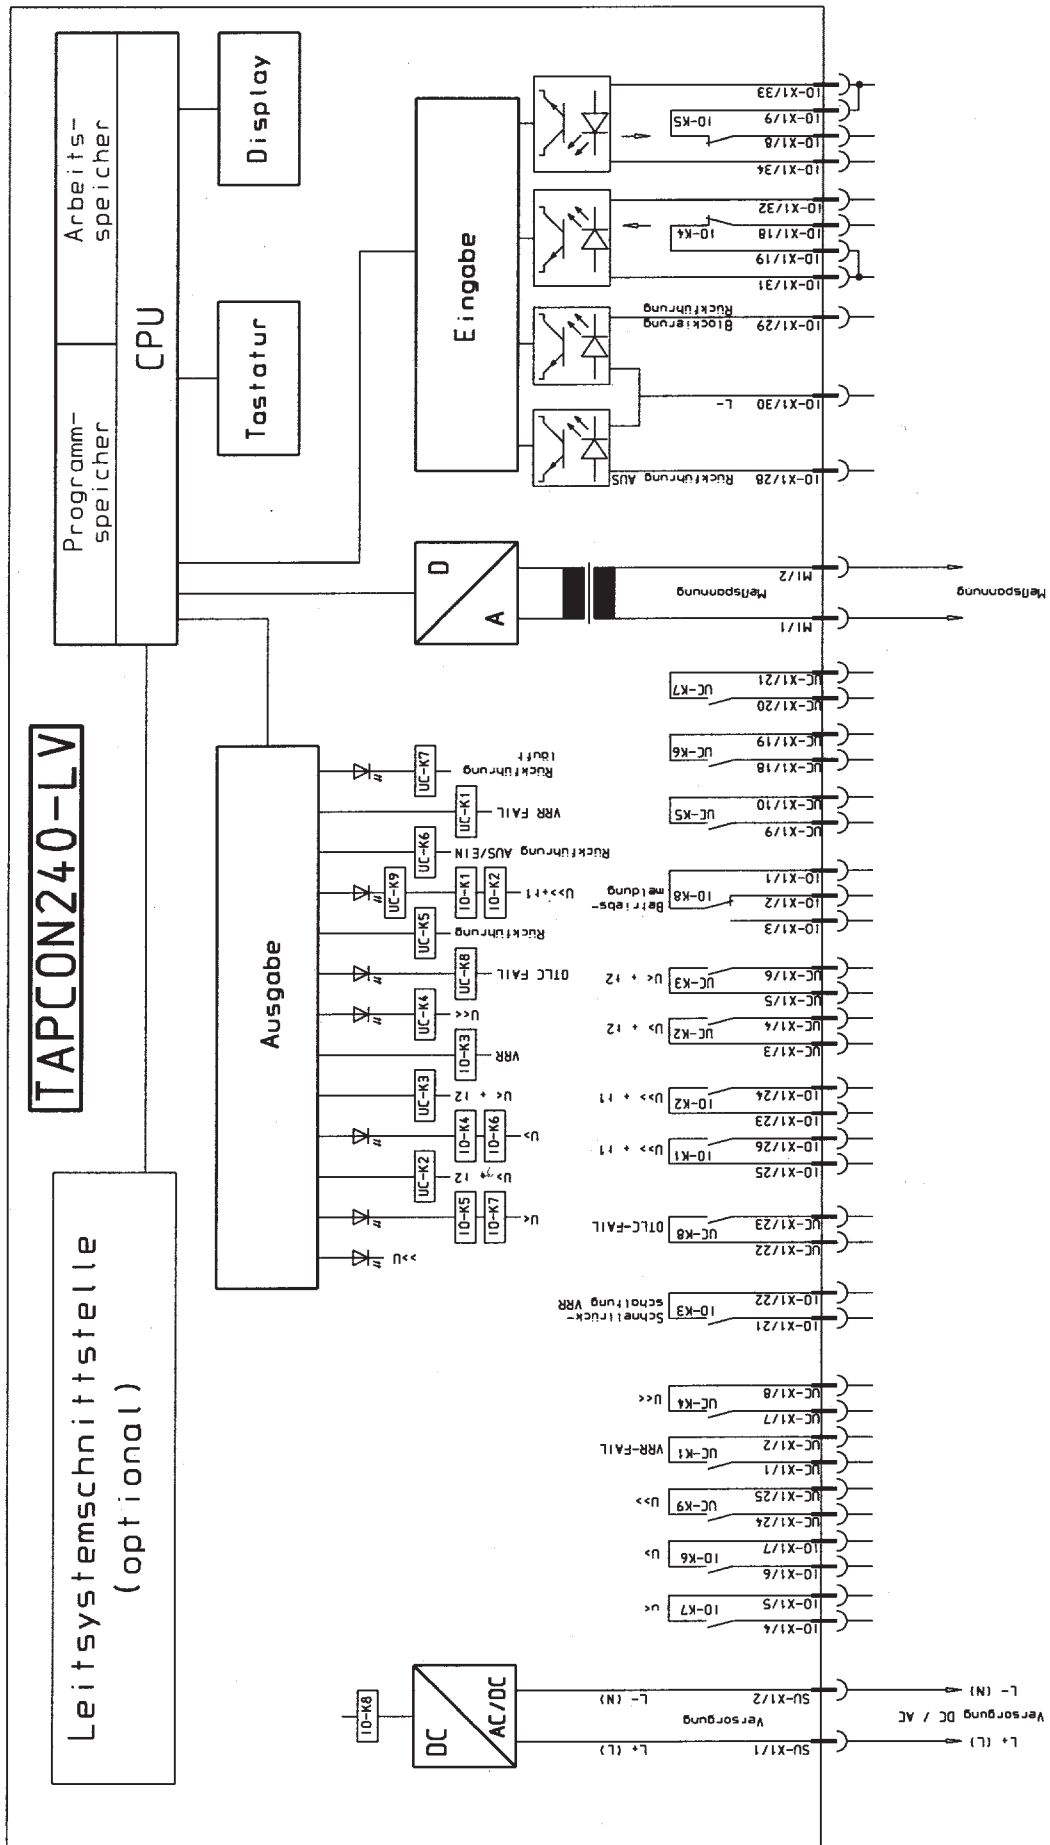 TAPCON240-LV
Leitsystemschnittstelle
(optional)
Programm-
speicher
Arbeits-
speicher
CPU
Tastatur
Display
Ausgabe
Eingabe
D
A
DC
AC/DC
IO-K8
U<<
U<
IO-K5
IO-K7
U> + t2
UC-K2
U>
IO-K4
IO-K6
U< + t2
UC-K3
VRR
IO-K3
U<<
UC-K4
OTLC FAIL
UC-K8
Rückführung
UC-K5
U>>+t1
UC-K9
IO-K1
IO-K2
Rückführung AUS/EIN
UC-K6
VRR FAIL
UC-K1
Rückführung
läuft
UC-K7
L+ (L)
L- (N)
Versorgung
SU-X1/1
SU-X1/2
L+ (L)
Versorgung DC / AC
L- (N)
U<
IO-K7
IO-X1/4
IO-X1/5
U>
IO-K6
IO-X1/6
IO-X1/7
U>>
UC-K9
UC-X1/24
UC-X1/25
VRR-FAIL
UC-K1
UC-X1/1
UC-X1/2
U<<
UC-K4
UC-X1/7
UC-X1/8
Schnellrück-
schaltung VRR
IO-K3
IO-X1/21
IO-X1/22
OTLC-FAIL
UC-K8
UC-X1/22
UC-X1/23
U>> + t1
IO-K1
IO-X1/25
IO-X1/26
U>> + t1
IO-K2
IO-X1/23
IO-X1/24
U> + t2
UC-K2
UC-X1/3
UC-X1/4
U< + t2
UC-K3
UC-X1/5
UC-X1/6
Betriebs-
meldung
IO-K8
IO-X1/3
IO-X1/2
IO-X1/1
UC-K5
UC-X1/9
UC-X1/10
UC-K6
UC-X1/18
UC-X1/19
UC-K7
UC-X1/20
UC-X1/21
Meßspannung
MI/1
MI/2
Meßspannung
Rückführung AUS
IO-X1/28
L-
IO-X1/30
Blockierung
Rückführung
IO-X1/29
IO-K4
IO-X1/31
IO-X1/19
IO-X1/18
IO-X1/32
IO-K5
IO-X1/34
IO-X1/8
IO-X1/9
IO-X1/33